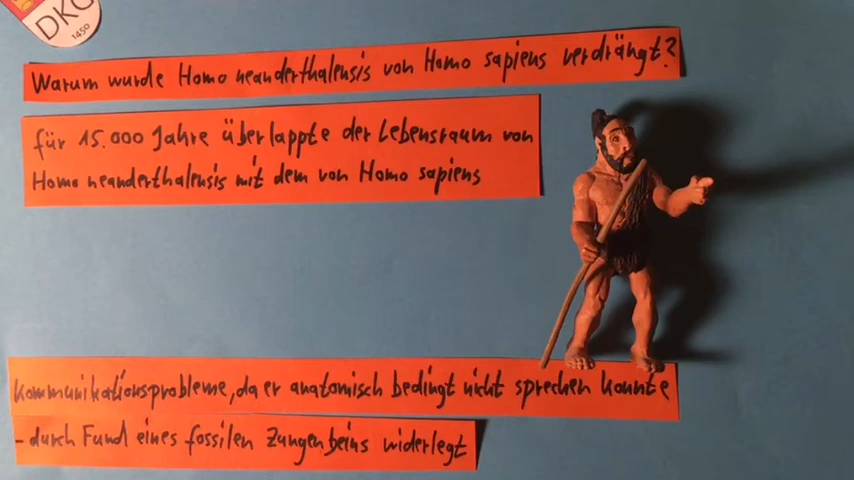 DKG
1450
Warum wurde Homo neanderthalensis von Homo sapiens verdrängt?
für 15.000 Jahre überlappte der Lebensraum von
Homo neanderthalensis mit dem von Homo sapiens
Kommunikationsprobleme, da er anatomisch bedingt nicht sprechen konnte
- durch Fund eines fossilen Zungenbeins widerlegt